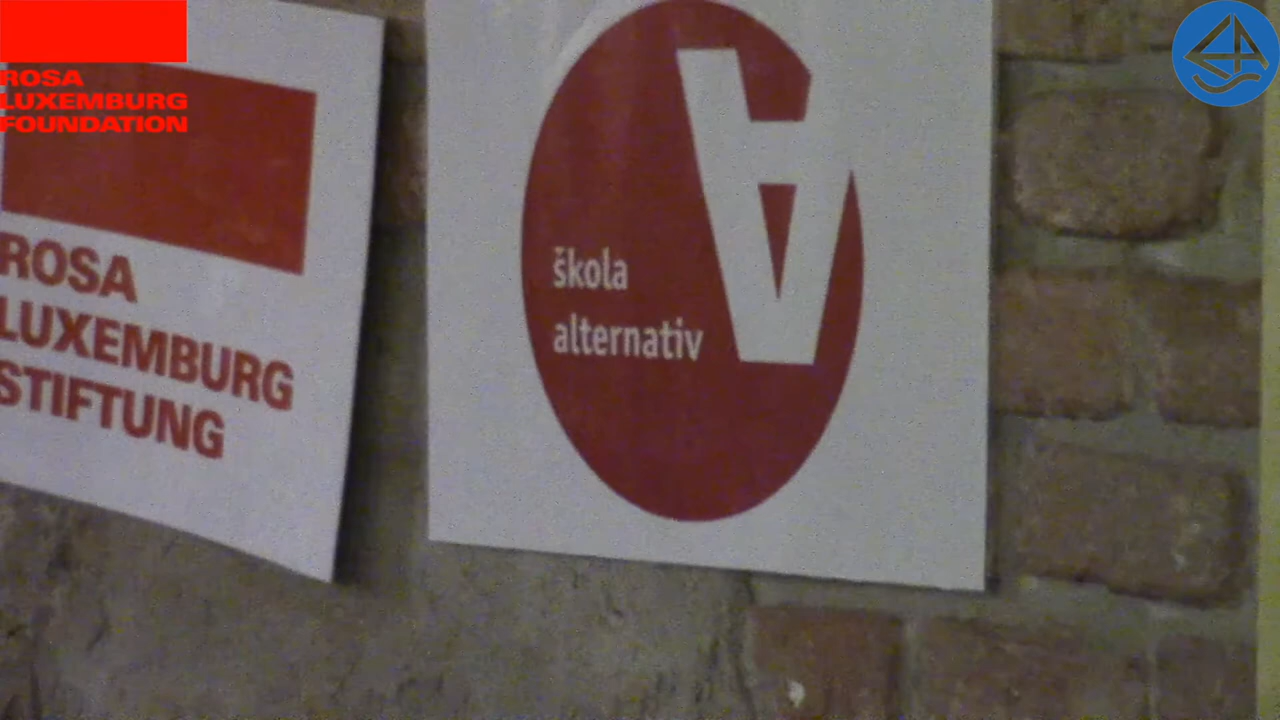 ROSA
LUXEMBURG
FOUNDATION
ROSA
LUXEMBURG
STIFTUNG
škola
alternativ
A